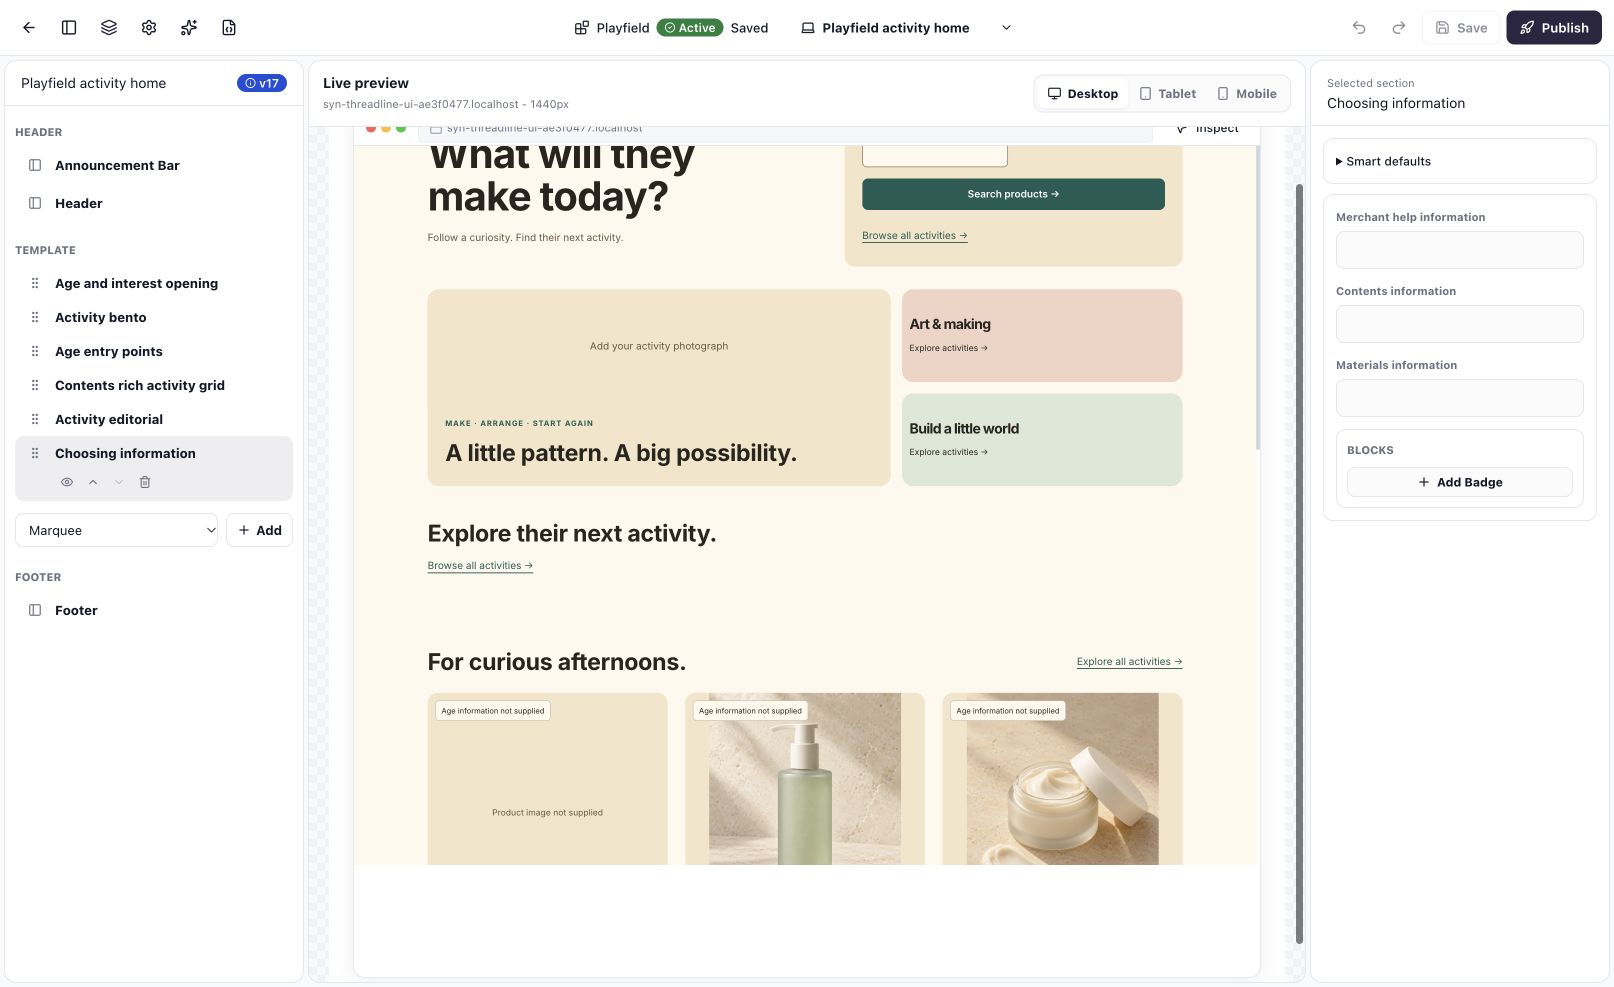 Playfield
Active
Saved
Playfield activity home
Save
Publish
Playfield activity home
v17
HEADER
Announcement Bar
Header
TEMPLATE
Age and interest opening
Activity bento
Age entry points
Contents rich activity grid
Activity editorial
Choosing information
Marquee
+ Add
FOOTER
Footer
Live preview
syn-threadline-ui-ae3f0477.localhost - 1440px
Desktop
Tablet
Mobile
syn-threadline-ui-ae3f0477.localhost
Inspect
What will they
make today?
Follow a curiosity. Find their next activity.
Search products →
Browse all activities →
Add your activity photograph
MAKE · ARRANGE · START AGAIN
A little pattern. A big possibility.
Art & making
Explore activities →
Build a little world
Explore activities →
Explore their next activity.
Browse all activities →
For curious afternoons.
Explore all activities →
Age information not supplied
Product image not supplied
Age information not supplied
Age information not supplied
Selected section
Choosing information
Smart defaults
Merchant help information
Contents information
Materials information
BLOCKS
+ Add Badge